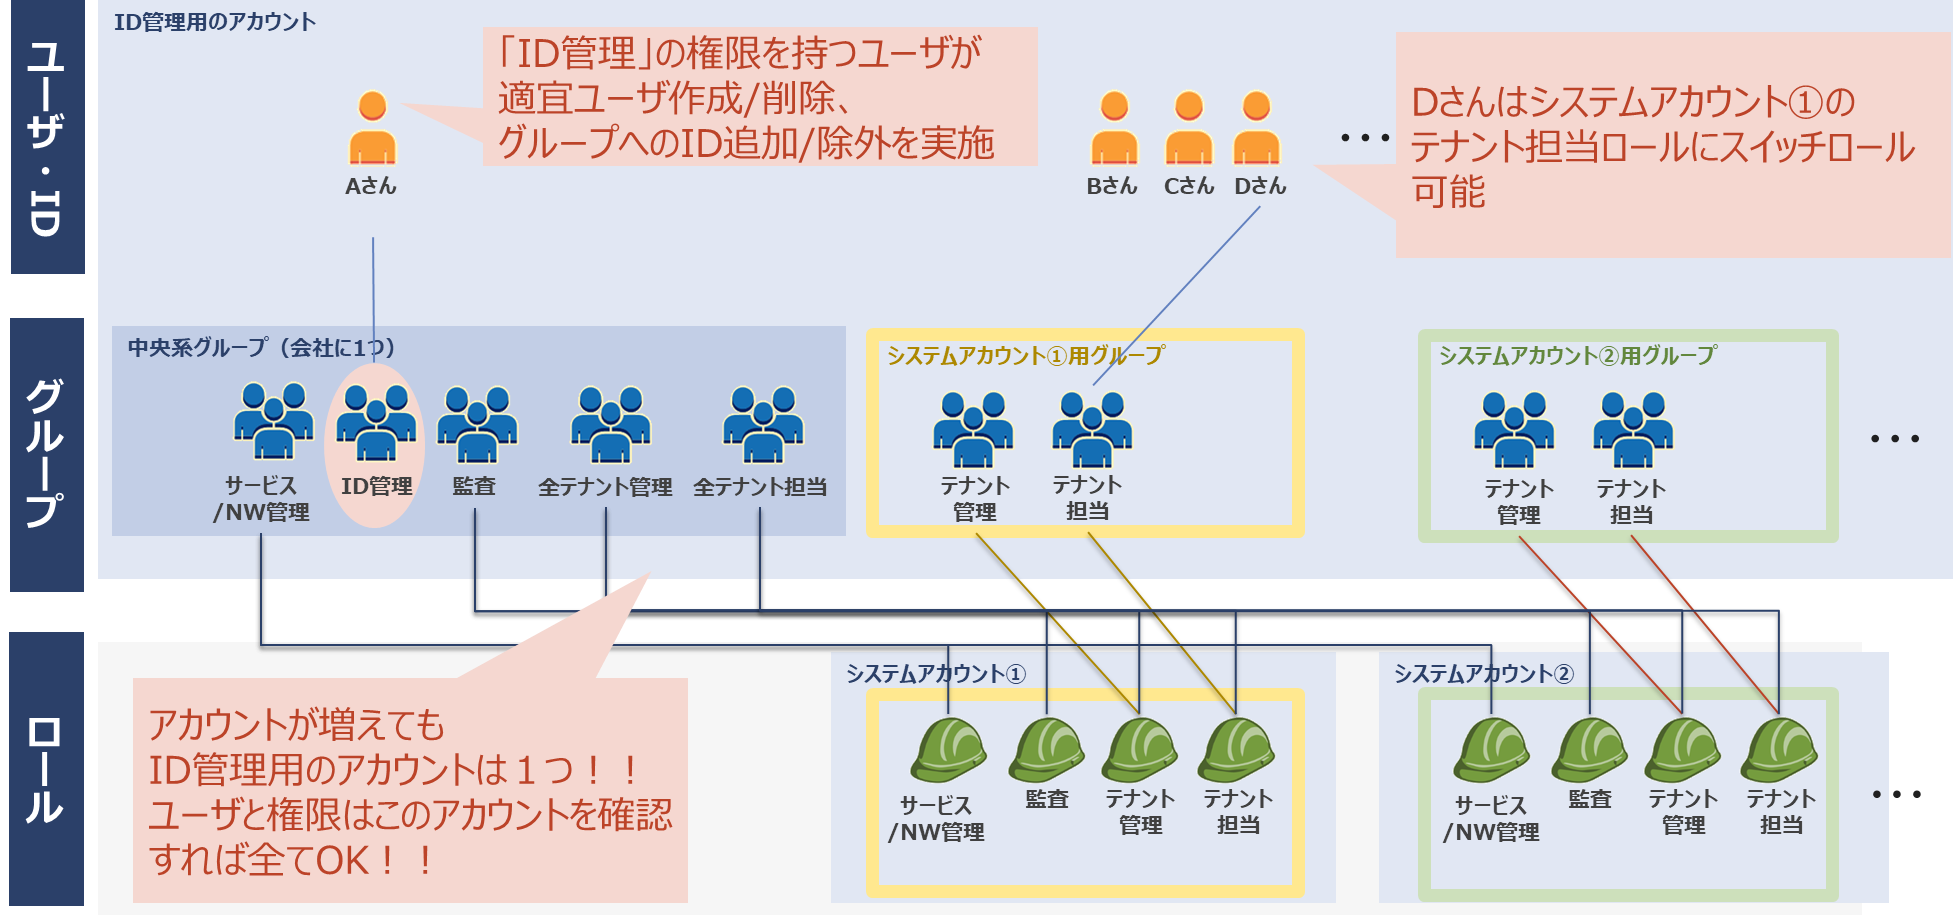 ユーザ・ID
ID管理用のアカウント
「ID管理」の権限を持つユーザが
適宜ユーザ作成/削除、
グループへのID追加/除外を実施
Dさんはシステムアカウント①の
テナント担当ロールにスイッチロール
可能
Aさん
Bさん
Cさん
Dさん
・・・
グループ
中央系グループ（会社に1つ）
サービス
/NW管理
ID管理
監査
全テナント管理
全テナント担当
システムアカウント①用グループ
テナント
管理
テナント
担当
システムアカウント②用グループ
テナント
管理
テナント
担当
・・・
ロール
アカウントが増えても
ID管理用のアカウントは１つ！！
ユーザと権限はこのアカウントを確認
すれば全てOK！！
システムアカウント①
サービス
/NW管理
監査
テナント
管理
テナント
担当
システムアカウント②
サービス
/NW管理
監査
テナント
管理
テナント
担当
・・・